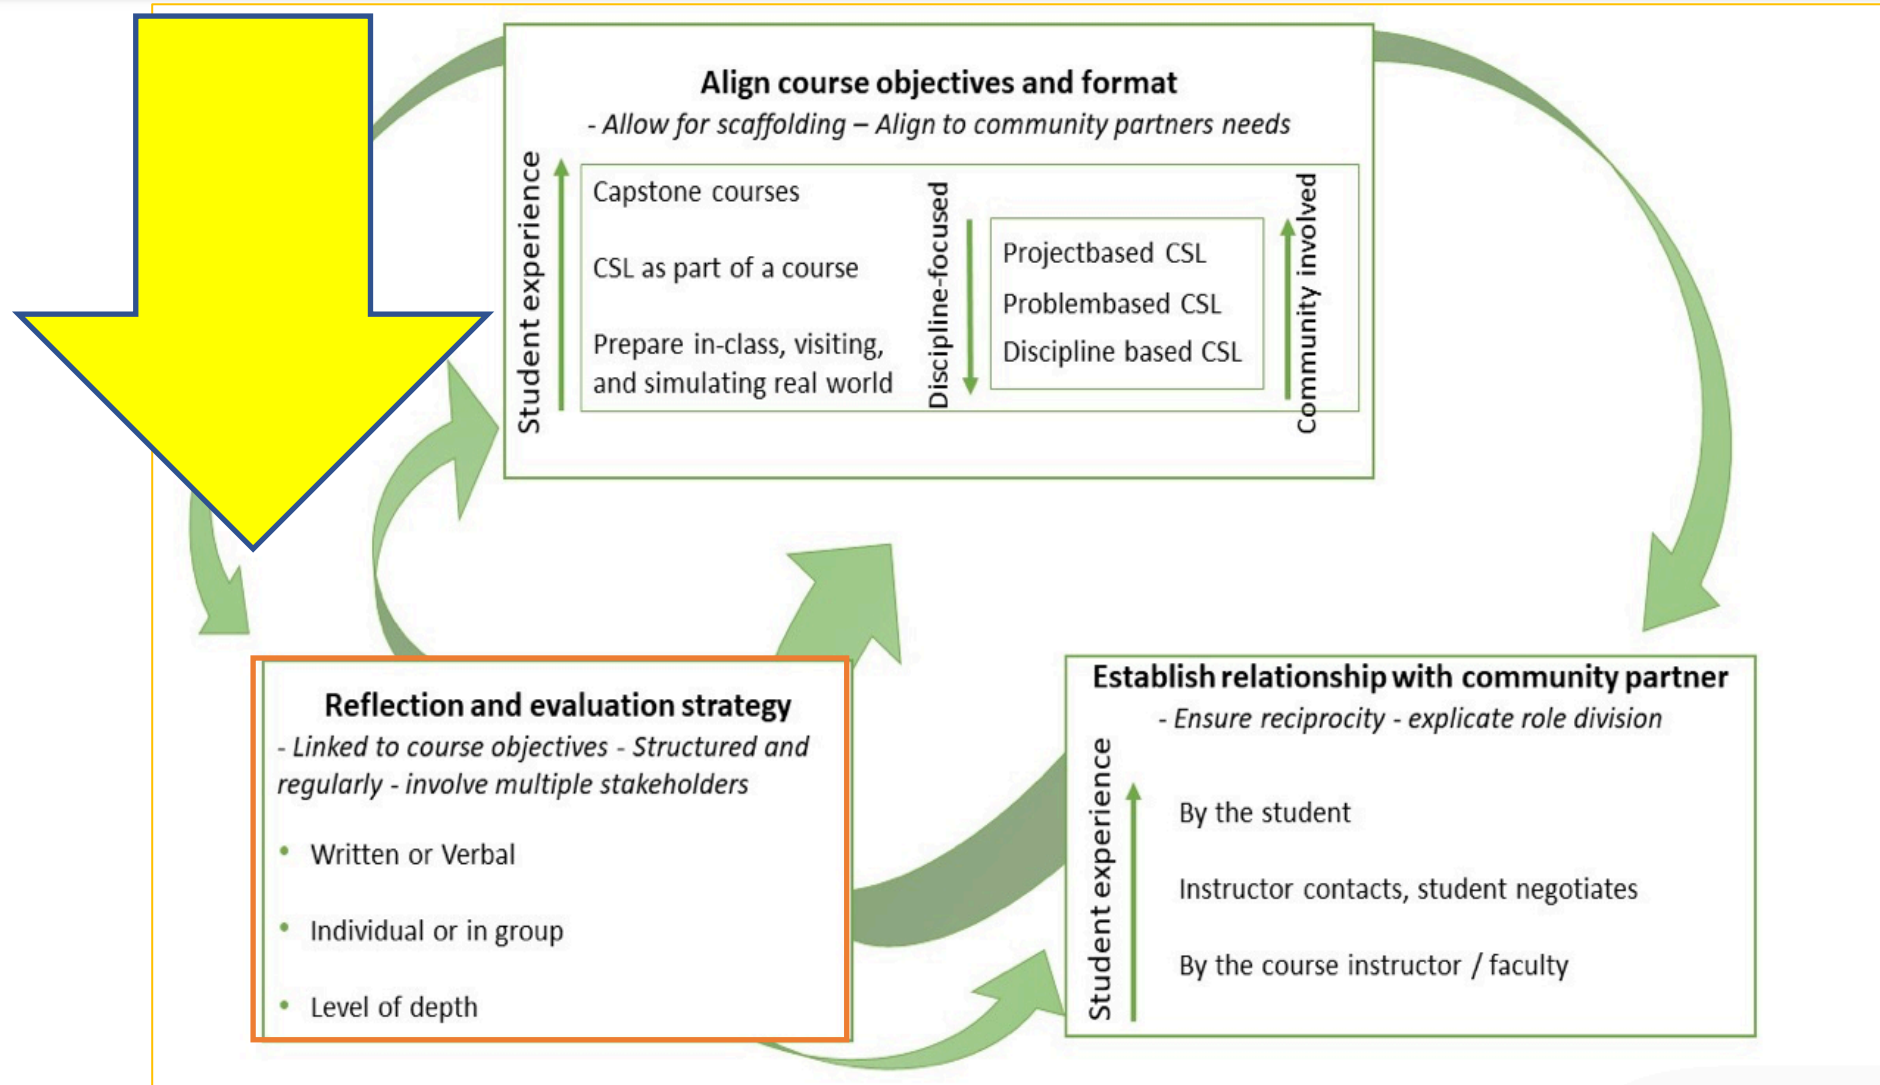 Align course objectives and format
- Allow for scaffolding – Align to community partners needs
Student experience
Capstone courses
CSL as part of a course
Prepare in-class, visiting,
and simulating real world
Discipline-focused
Projectbased CSL
Problembased CSL
Discipline based CSL
Community involved
Reflection and evaluation strategy
- Linked to course objectives - Structured and
regularly - involve multiple stakeholders
• Written or Verbal
• Individual or in group
• Level of depth
Establish relationship with community partner
- Ensure reciprocity - explicate role division
Student experience
By the student
Instructor contacts, student negotiates
By the course instructor / faculty